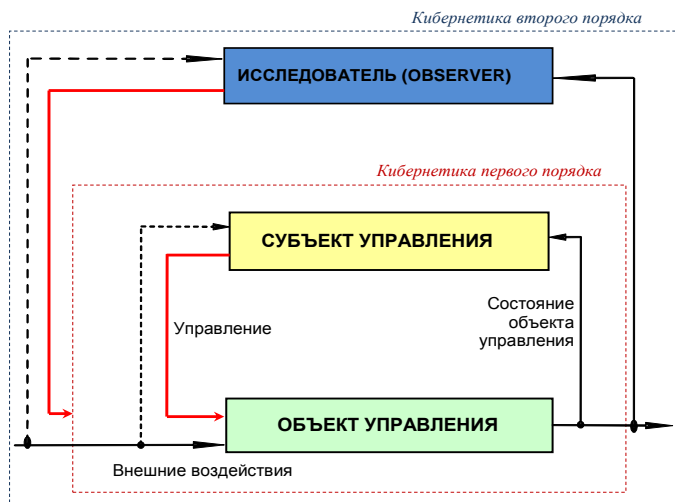 Кибернетика второго порядка
ИССЛЕДОВАТЕЛЬ (OBSERVER)
Кибернетика первого порядка
СУБЪЕКТ УПРАВЛЕНИЯ
Управление
Состояние
объекта
управления
ОБЪЕКТ УПРАВЛЕНИЯ
Внешние воздействия